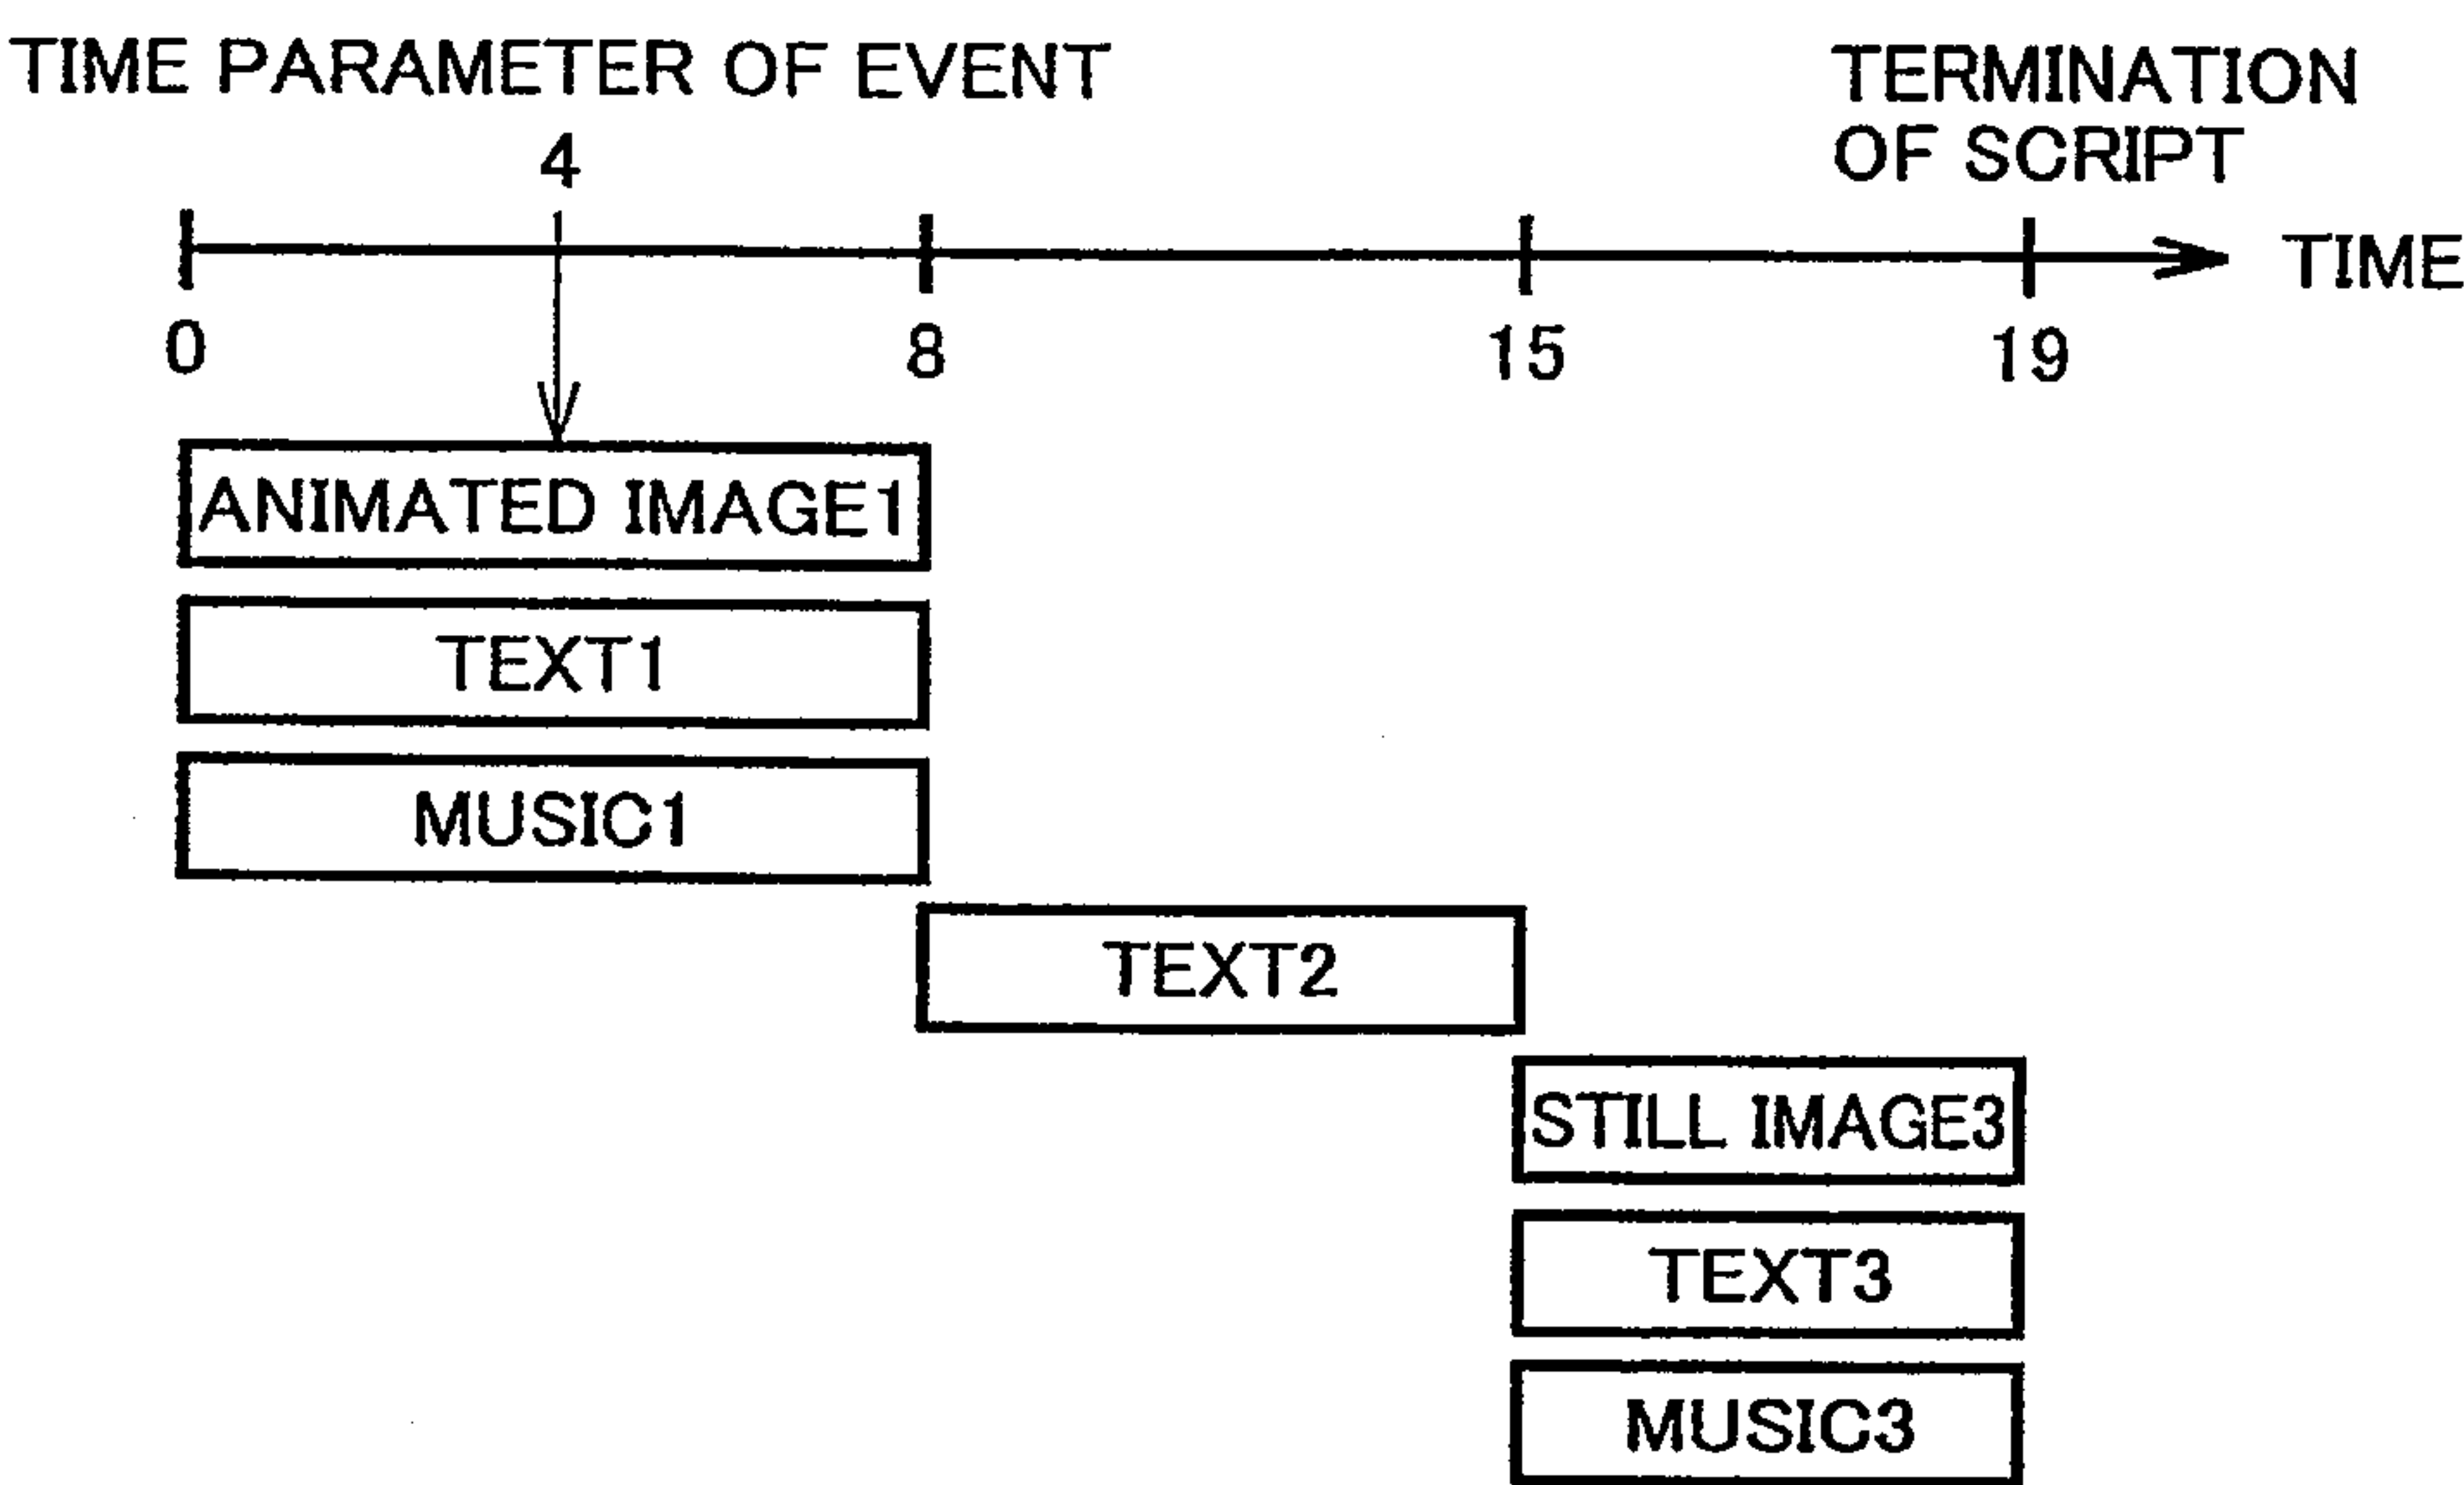 TIME PARAMETER OF EVENT
4
TERMINATION
OF SCRIPT
TIME
0
8
15
19
ANIMATED IMAGE1
TEXT1
MUSIC1
TEXT2
STILL IMAGE3
TEXT3
MUSIC3